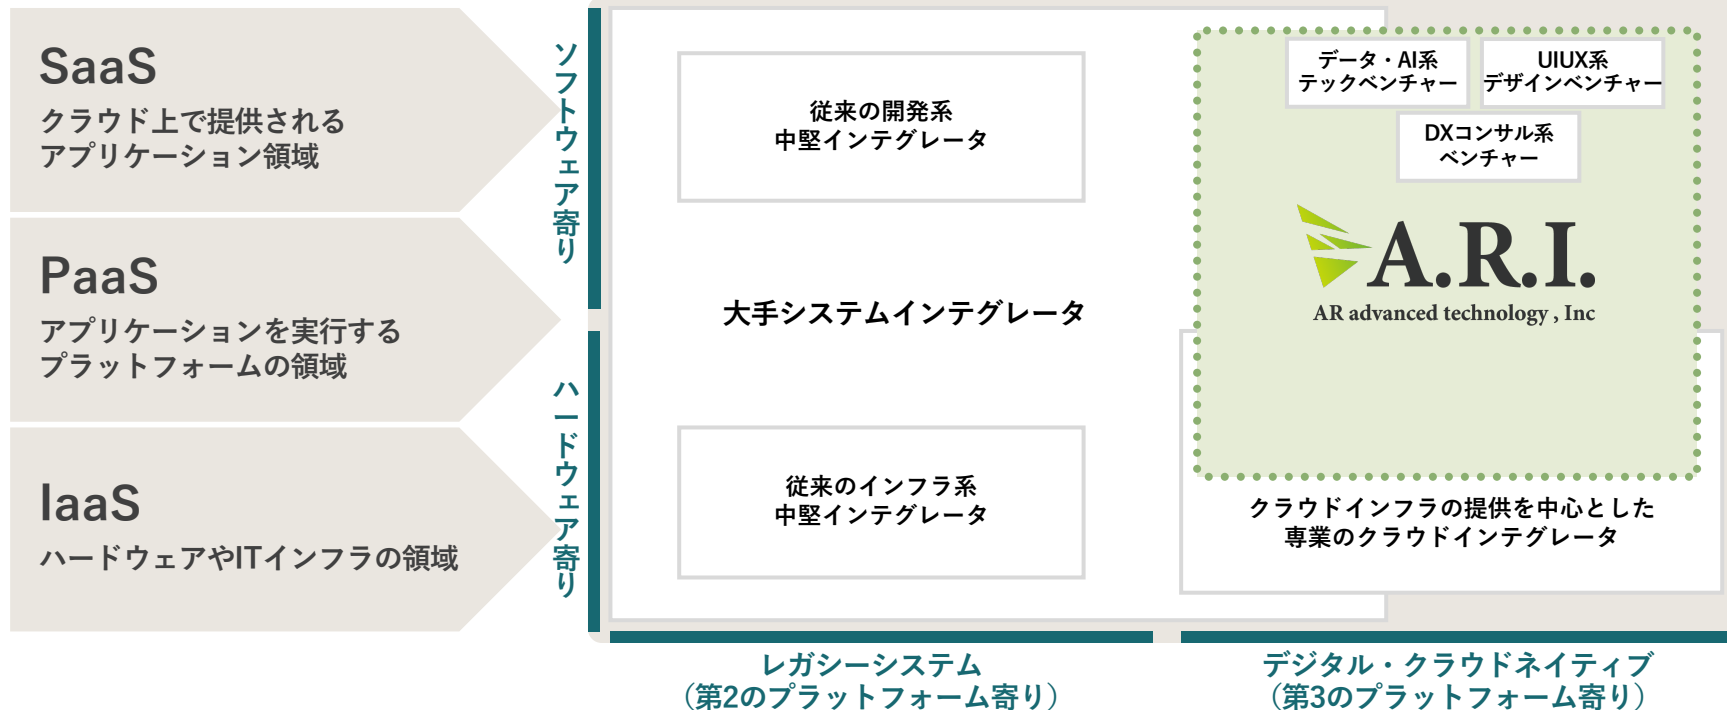 SaaS
クラウド上で提供される
アプリケーション領域
PaaS
アプリケーションを実行する
プラットフォームの領域
IaaS
ハードウェアやITインフラの領域
ソフトウェア寄り
ハードウェア寄り
従来の開発系
中堅インテグレータ
大手システムインテグレータ
従来のインフラ系
中堅インテグレータ
データ・AI系
テックベンチャー
UIUX系
デザインベンチャー
DXコンサル系
ベンチャー
A.R.I.
AR advanced technology , Inc
クラウドインフラの提供を中心とした
専業のクラウドインテグレータ
レガシーシステム
（第2のプラットフォーム寄り）
デジタル・クラウドネイティブ
（第3のプラットフォーム寄り）